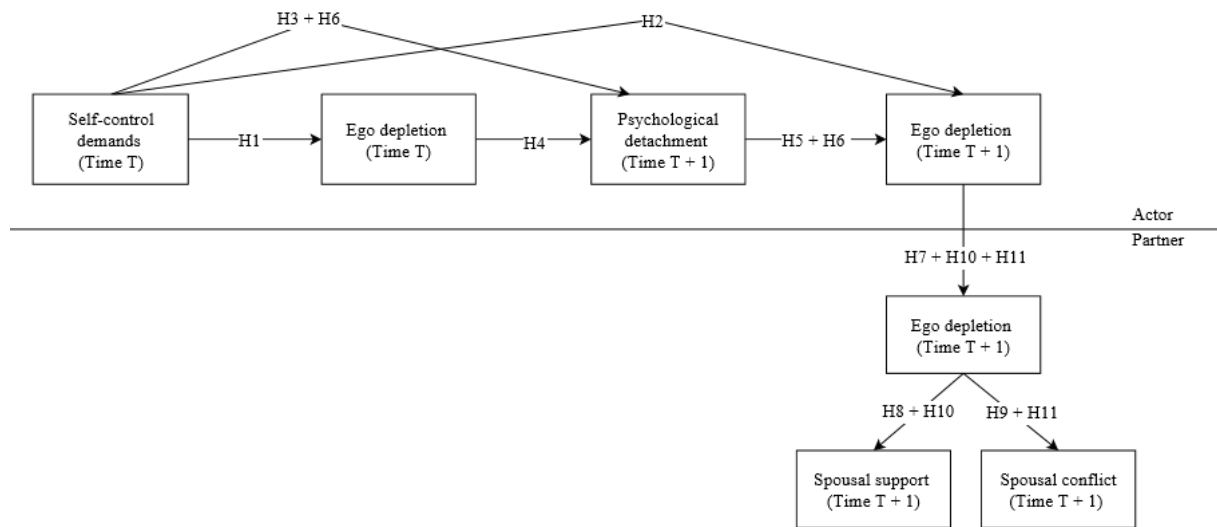 H3 + H6
H2
Self-control
demands
(Time T)
H1
Ego depletion
(Time T)
H4
Psychological
detachment
(Time T + 1)
H5 + H6
Ego depletion
(Time T + 1)
Actor
Partner
H7 + H10 + H11
Ego depletion
(Time T + 1)
H8 + H10
H9 + H11
Spousal support
(Time T + 1)
Spousal conflict
(Time T + 1)